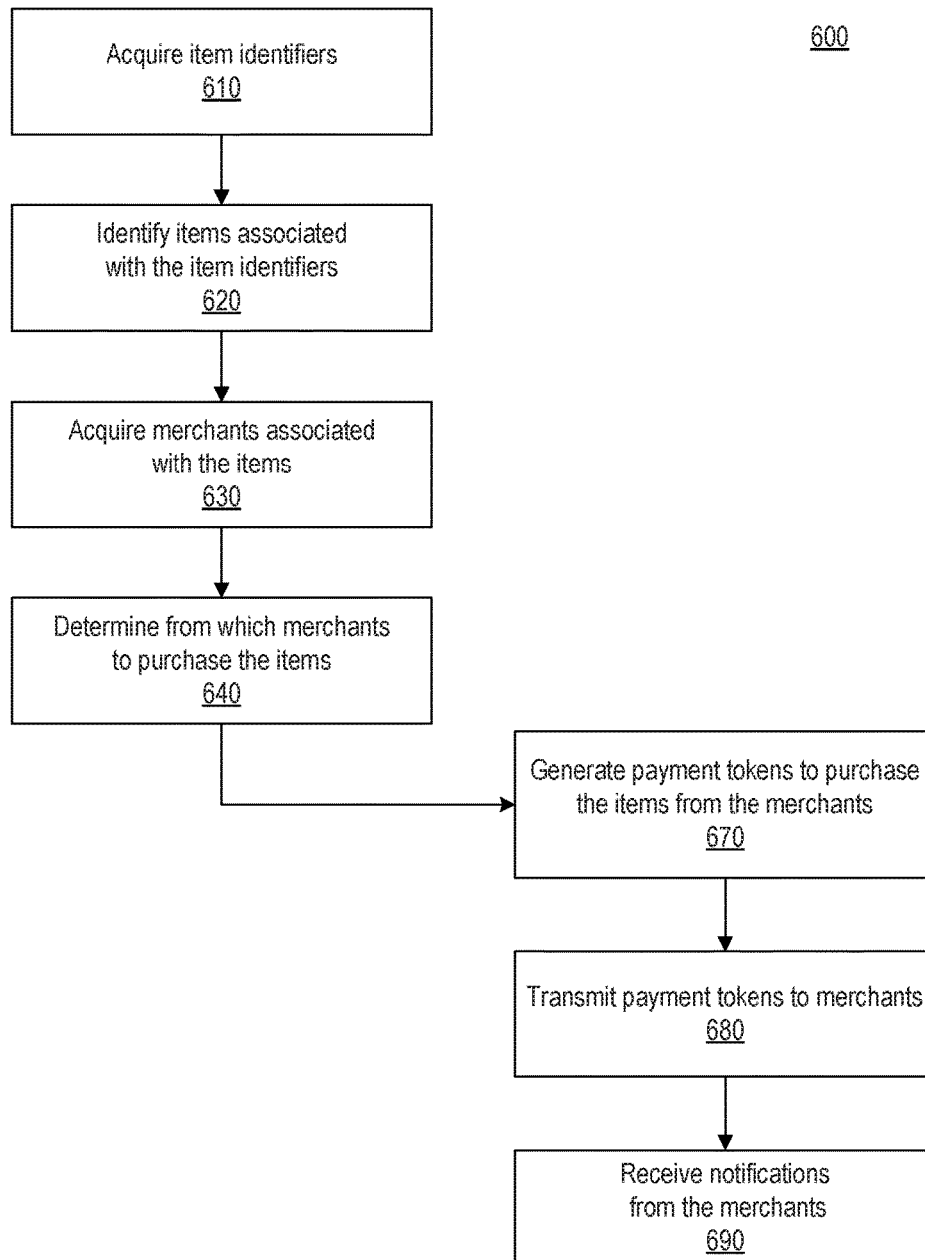 600
Acquire item identifiers
610
Identify items associated
with the item identifiers
620
Acquire merchants associated
with the items
630
Determine from which merchants
to purchase the items
640
Generate payment tokens to purchase
the items from the merchants
670
Transmit payment tokens to merchants
680
Receive notifications
from the merchants
690